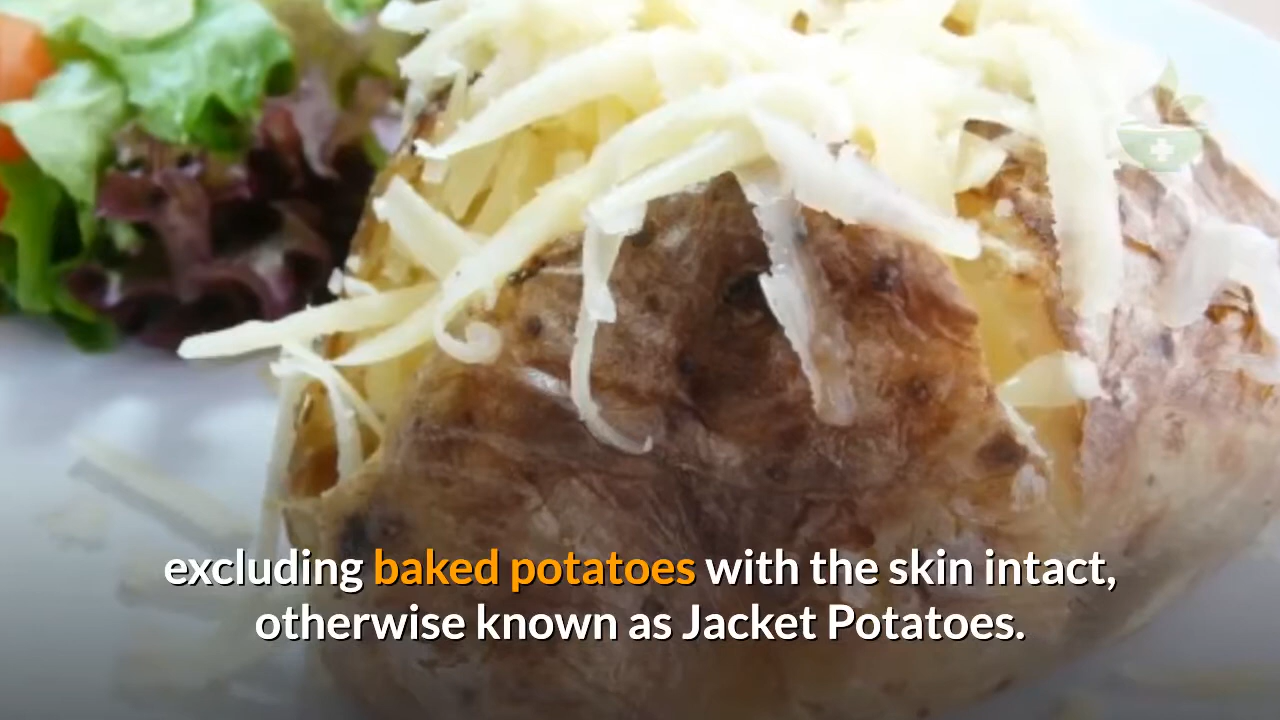 excluding baked potatoes with the skin intact,
otherwise known as Jacket Potatoes.